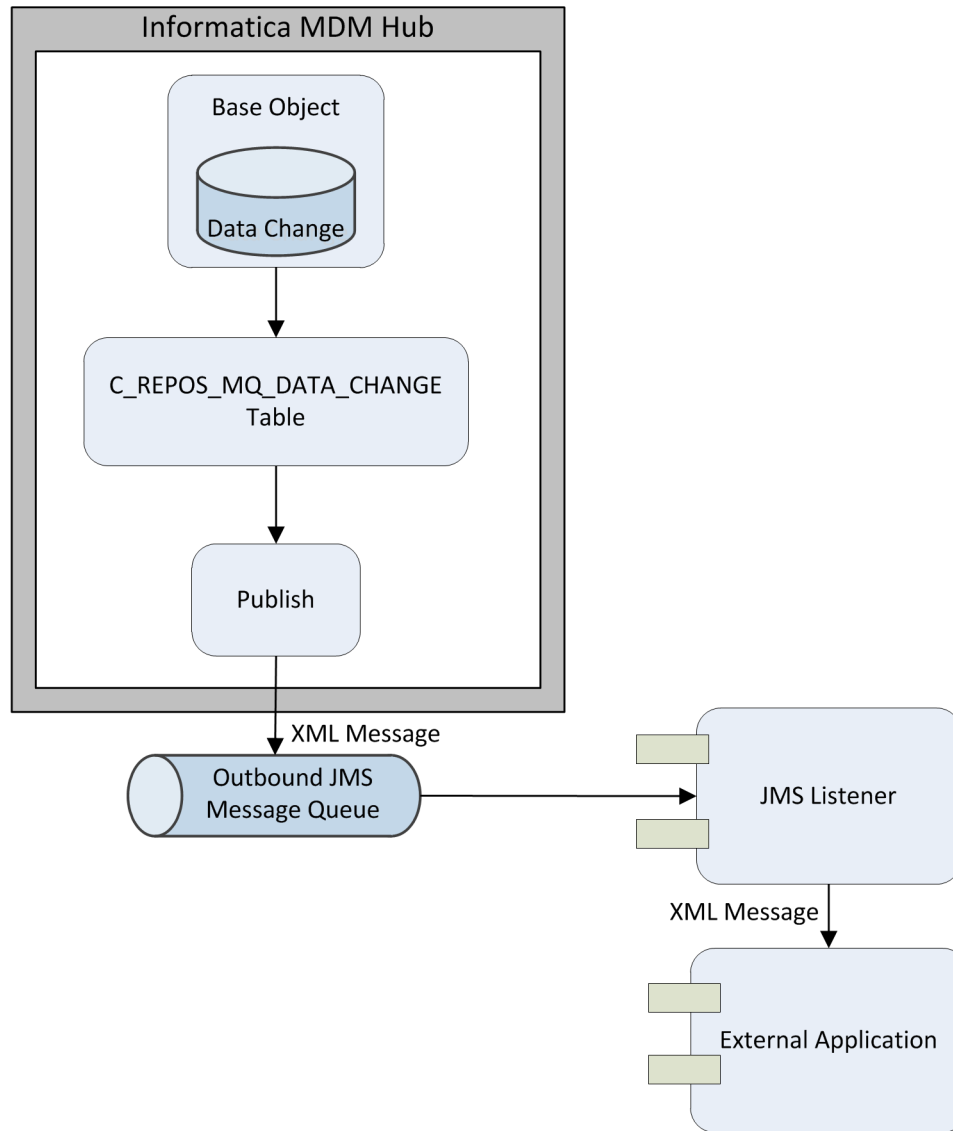 Informatica MDM Hub
Base Object
Data Change
C_REPOS_MQ_DATA_CHANGE
Table
Publish
XML Message
Outbound JMS
Message Queue
JMS Listener
XML Message
External Application